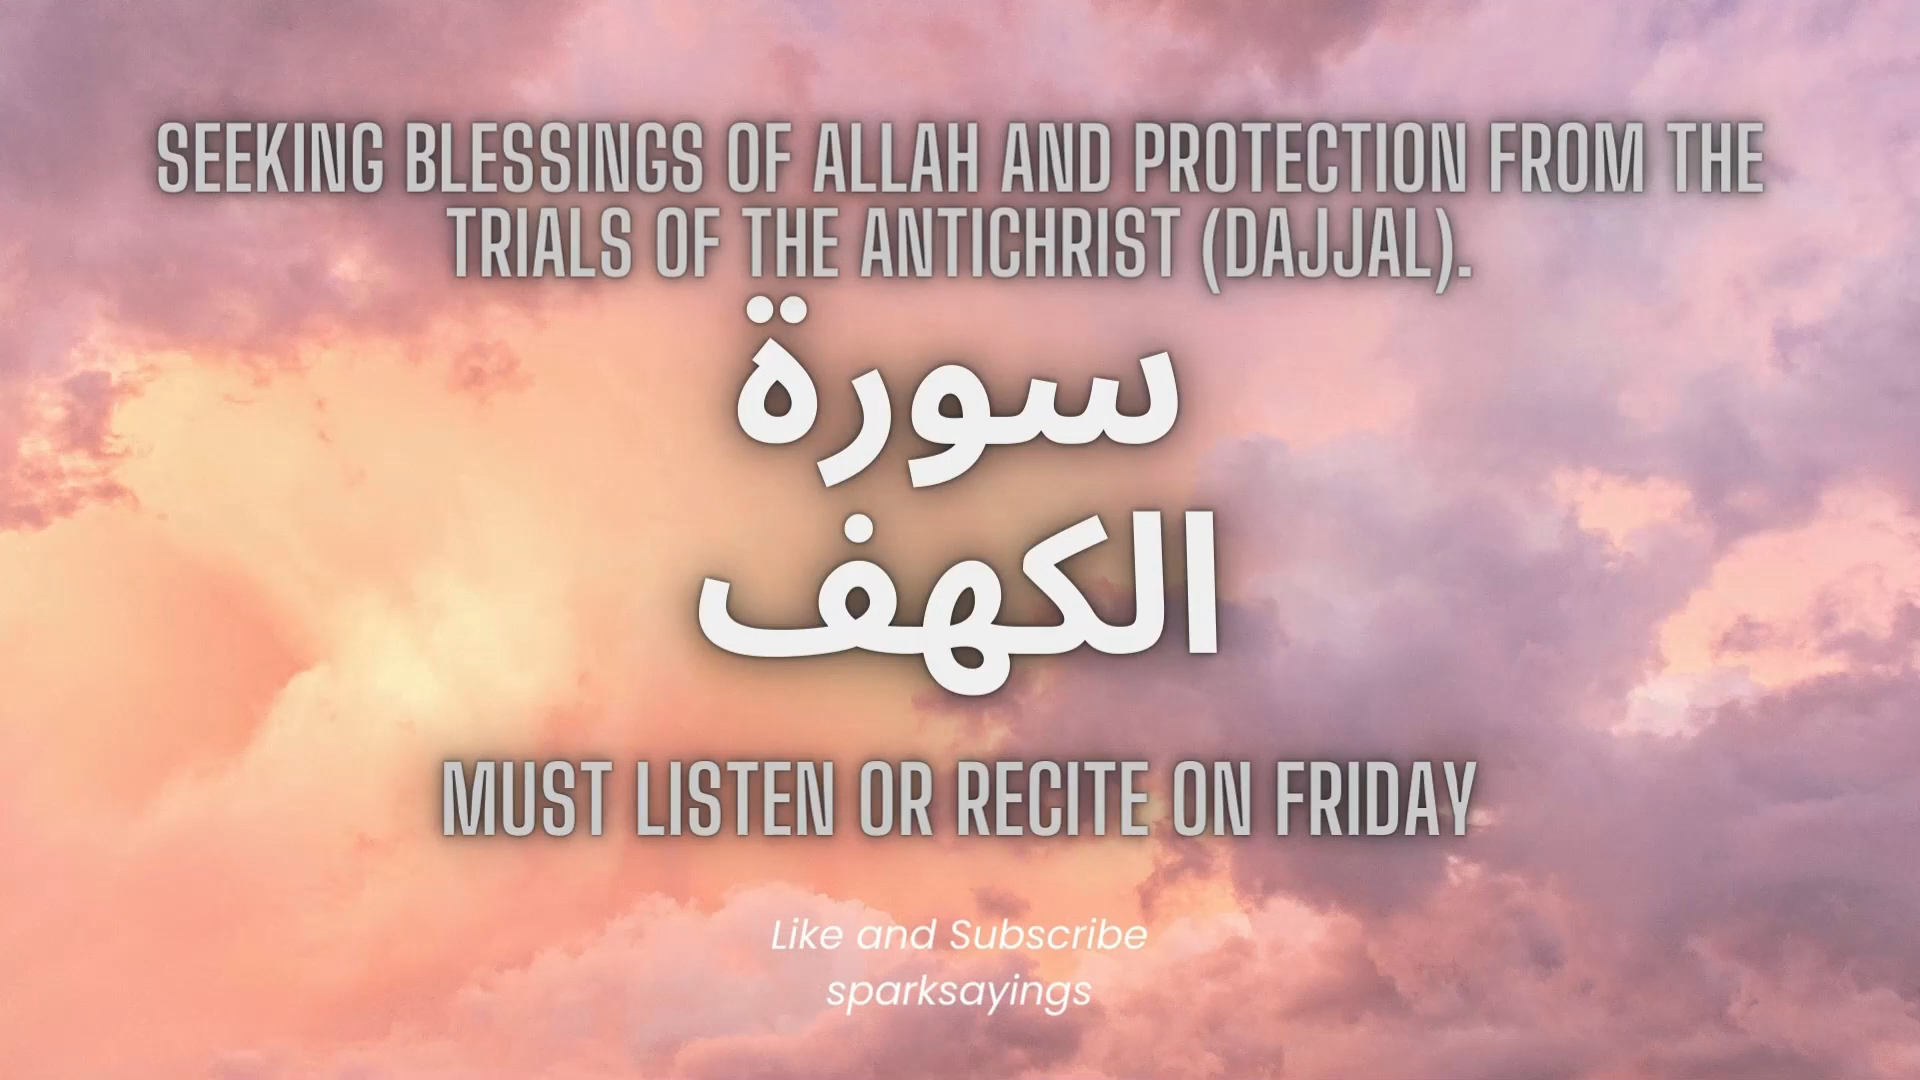 SEEKING BLESSINGS OF ALLAH AND PROTECTION FROM THE
TRIALS OF THE ANTICHRIST (DAJJAL).
سورة
الكهف
MUST LISTEN OR RECITE ON FRIDAY
Like and Subscribe
sparksayings